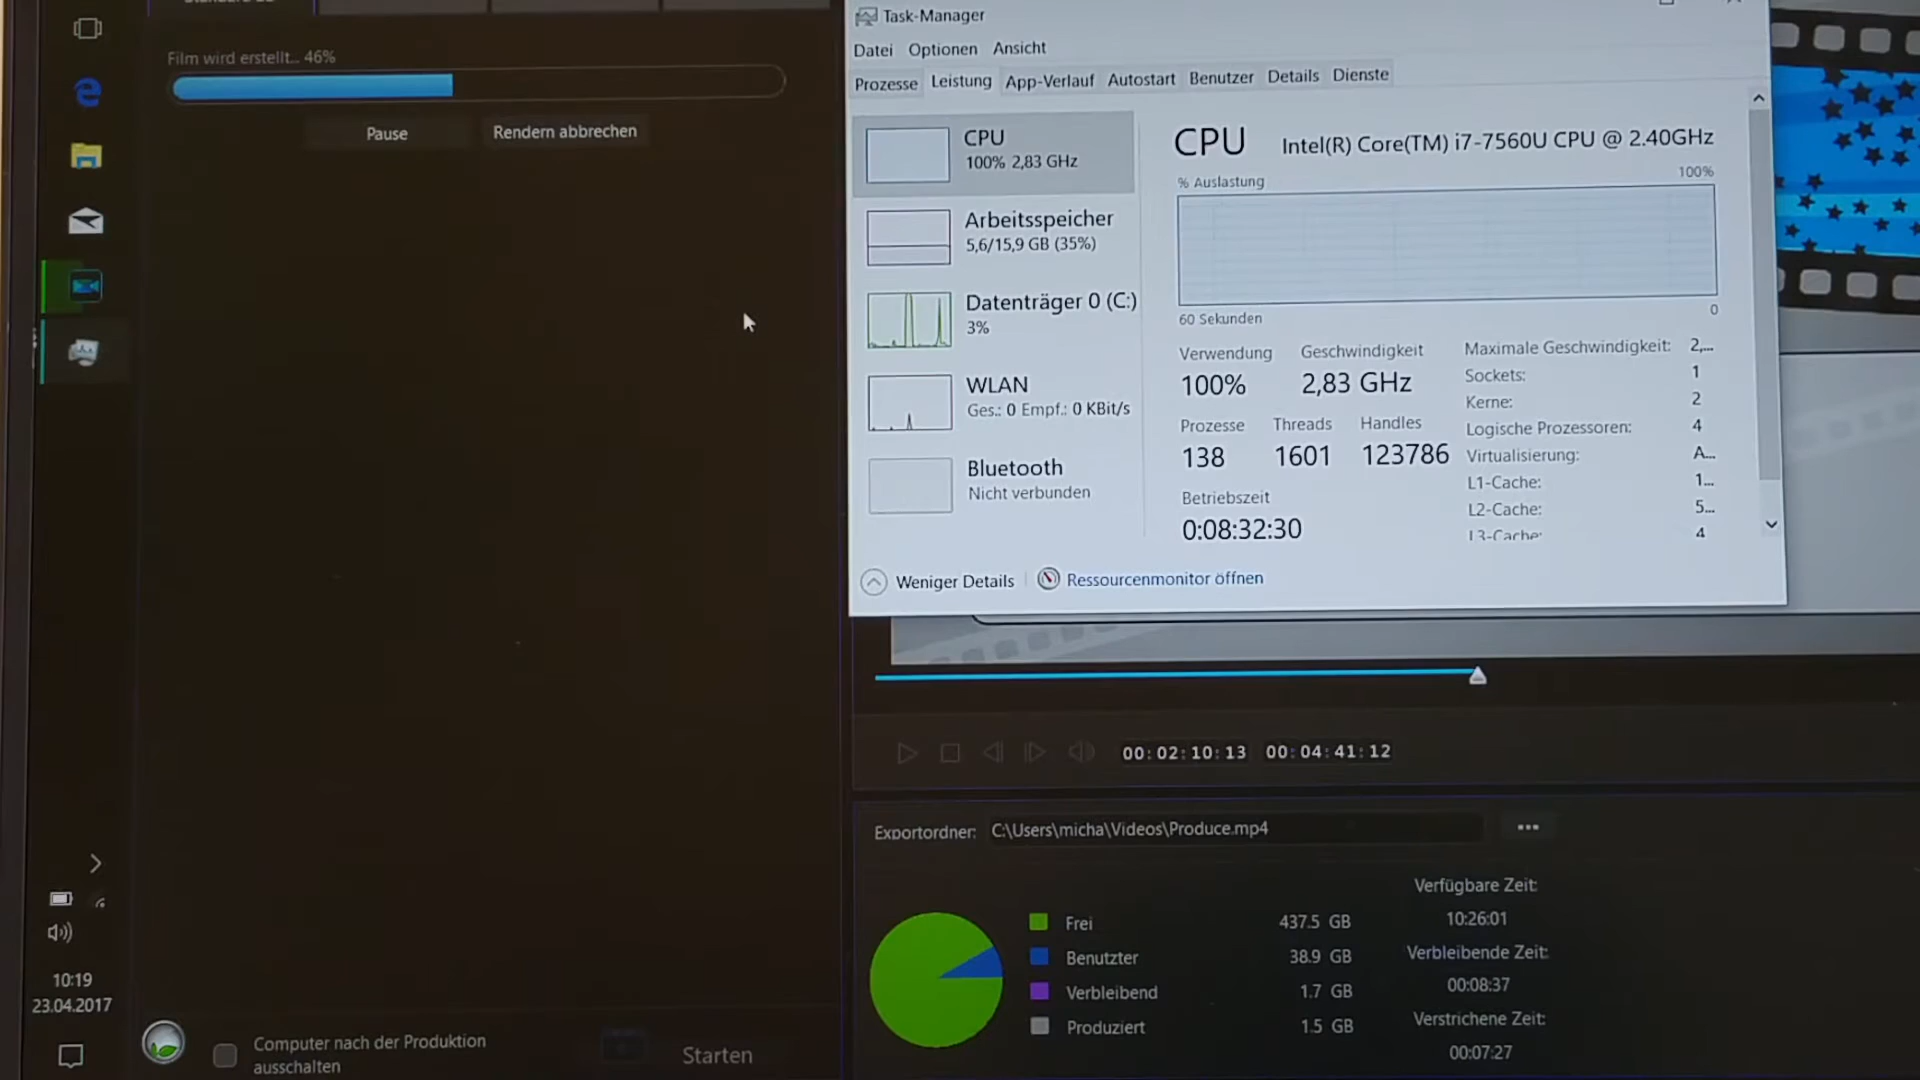 Film wird erstellt... 46%
Pause
Rendern abbrechen
Task-Manager
Datei Optionen Ansicht
Prozesse Leistung App-Verlauf Autostart Benutzer Details Dienste
CPU
100% 2,83 GHz
Arbeitsspeicher
5,6/15,9 GB (35%)
Datenträger 0 (C:)
3%
WLAN
Ges.: 0 Empf.: 0 KBit/s
Bluetooth
Nicht verbunden
CPU Intel(R) Core(TM) i7-7560U CPU @ 2.40GHz
% Auslastung 100%
60 Sekunden 0
Verwendung Geschwindigkeit
100% 2,83 GHz
Prozesse Threads Handles
138 1601 123786
Betriebszeit
0:08:32:30
Maximale Geschwindigkeit: 2,...
Sockets: 1
Kerne: 2
Logische Prozessoren: 4
Virtualisierung: A...
L1-Cache: 1...
L2-Cache: 5...
L3-Cache: 4
Weniger Details Ressourcenmonitor öffnen
00:02:10:13 00:04:41:12
Exportordner: C:\Users\micha\Videos\Produce.mp4 ...
Frei 437.5 GB
Benutzter 38.9 GB
Verbleibend 1.7 GB
Produziert 1.5 GB
Verfügbare Zeit:
10:26:01
Verbleibende Zeit:
00:08:37
Verstrichene Zeit:
00:07:27
10:19
23.04.2017
Computer nach der Produktion
ausschalten
Starten